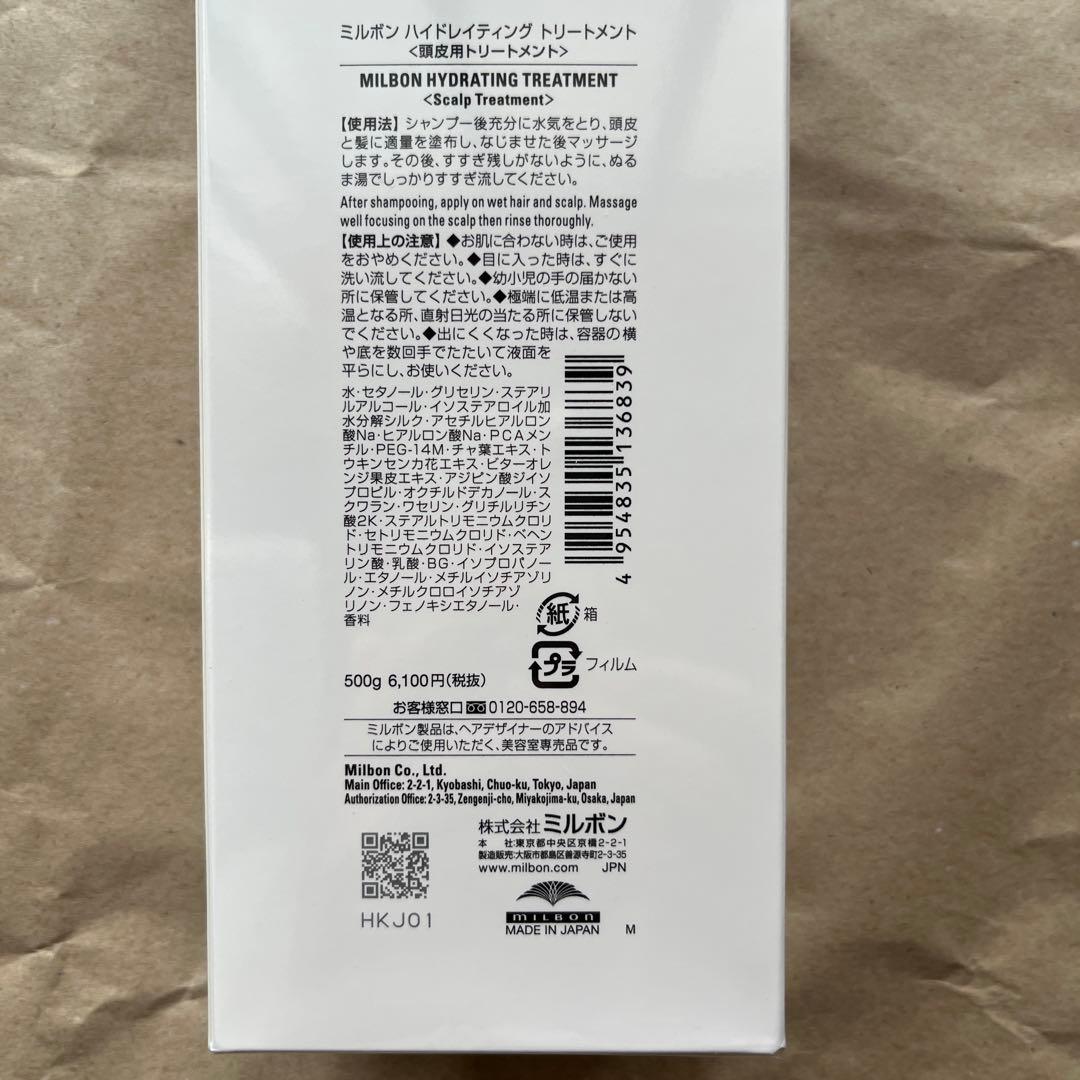 ミルボン ハイドレイティング トリートメント
<頭皮用トリートメント>
MILBON HYDRATING TREATMENT
<Scalp Treatment>
【使用法】シャンプー後充分に水気をとり、頭皮
と髪に適量を塗布し、なじませた後マッサージ
します。その後、すすぎ残しがないように、ぬる
ま湯でしっかりすすぎ流してください。
After shampooing, apply on wet hair and scalp. Massage
well focusing on the scalp then rinse thoroughly.
【使用上の注意】◆お肌に合わない時は、ご使用
をおやめください。◆目に入った時は、すぐに
洗い流してください。◆幼小児の手の届かない
所に保管してください。◆極端に低温または高
温となる所、直射日光の当たる所に保管しない
でください。◆出にくくなった時は、容器の横
や底を数回手でたたいて液面を
平らにし、お使いください。
水・セタノール・グリセリン・ステアリ
ルアルコール・イソステアロイル加
水分解シルク・アセチルヒアルロン
酸Na・ヒアルロン酸Na・PCAメン
チル・PEG-14M・チャ葉エキス・ト
ウキンセンカ花エキス・ビターオレ
ンジ果皮エキス・アジピン酸ジイソ
プロピル・オクチルドデカノール・ス
クワラン・ワセリン・グリチルリチン
酸2K・ステアルトリモニウムクロリ
ド・セトリモニウムクロリド・ベヘン
トリモニウムクロリド・イソステア
リン酸・乳酸・BG・イソプロパノー
ル・エタノール・メチルイソチアゾリ
ノン・メチルクロロイソチアゾ
リノン・フェノキシエタノール・
香料
4 954835 136839
紙 箱
プラ フィルム
500g 6,100円(税抜)
お客様窓口 0120-658-894
ミルボン製品は、ヘアデザイナーのアドバイス
によりご使用いただく、美容室専売品です。
Milbon Co., Ltd.
Main Office: 2-2-1, Kyobashi, Chuo-ku, Tokyo, Japan
Authorization Office: 2-3-35, Zengenji-cho, Miyakojima-ku, Osaka, Japan
株式会社 ミルボン
本 社:東京都中央区京橋2-2-1
製造販売:大阪市都島区善源寺町2-3-35
www.milbon.com JPN
HKJ01
MILBON
MADE IN JAPAN M